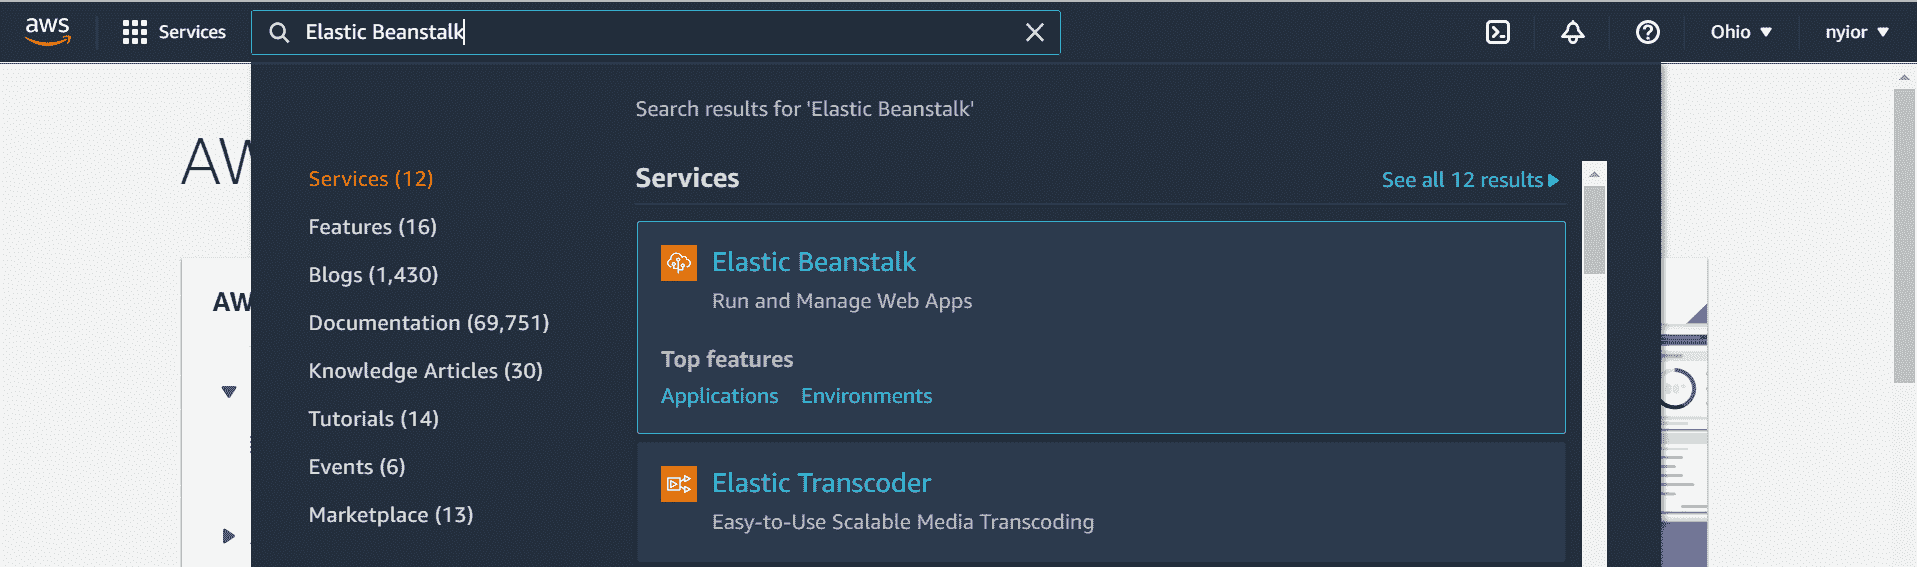 aws
Services
Elastic Beanstalk
Ohio
nyior
Search results for 'Elastic Beanstalk'
Services (12)
Features (16)
Blogs (1,430)
Documentation (69,751)
Knowledge Articles (30)
Tutorials (14)
Events (6)
Marketplace (13)
Services
See all 12 results
Elastic Beanstalk
Run and Manage Web Apps
Top features
Applications Environments
Elastic Transcoder
Easy-to-Use Scalable Media Transcoding